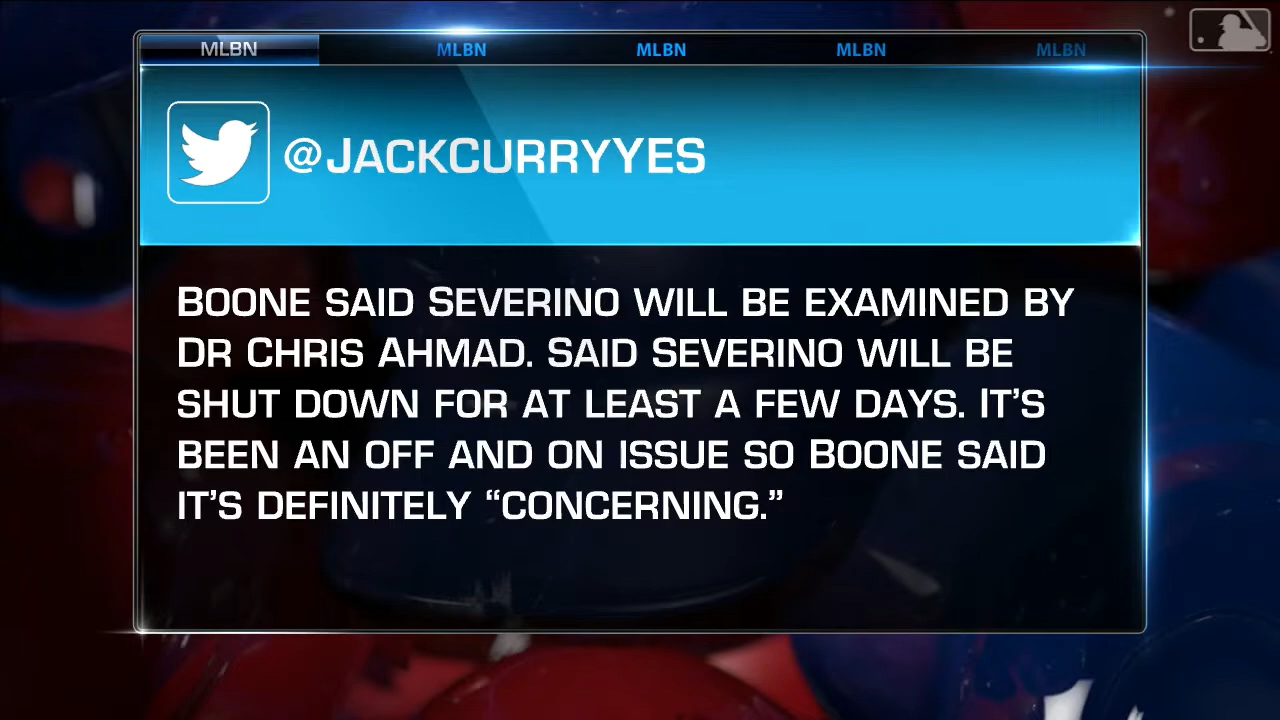 MLBN MLBN MLBN MLBN MLBN
@JACKCURRYYES
BOONE SAID SEVERINO WILL BE EXAMINED BY
DR CHRIS AHMAD. SAID SEVERINO WILL BE
SHUT DOWN FOR AT LEAST A FEW DAYS. IT’S
BEEN AN OFF AND ON ISSUE SO BOONE SAID
IT’S DEFINITELY “CONCERNING.”